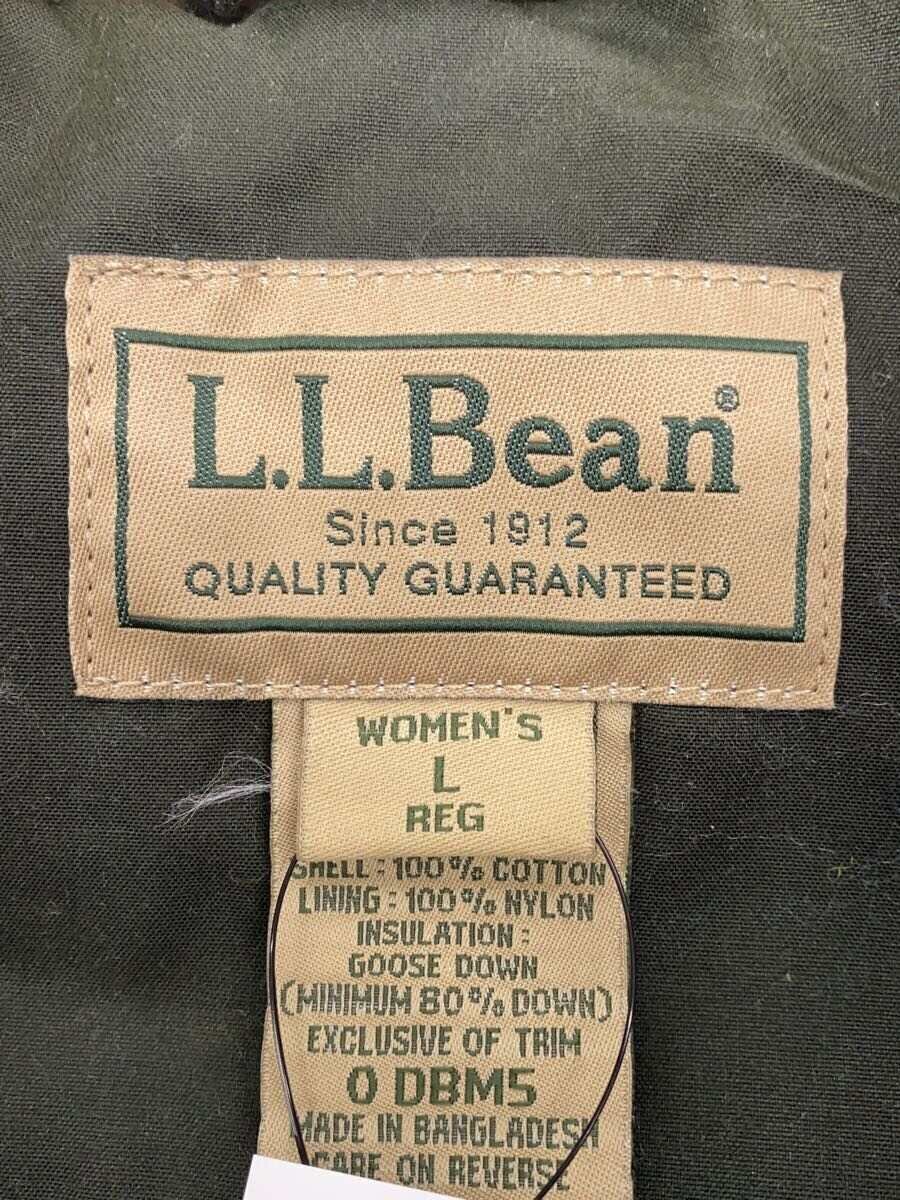 L.L.Bean®
Since 1912
QUALITY GUARANTEED
WOMEN'S
L
REG
SHELL: 100% COTTON
LINING: 100% NYLON
INSULATION:
GOOSE DOWN
(MINIMUM 80% DOWN)
EXCLUSIVE OF TRIM
0 DBM5
MADE IN BANGLADESH
CARE ON REVERSE